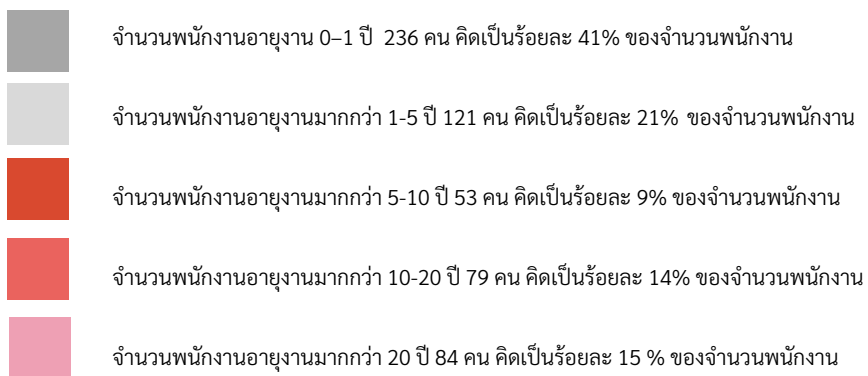 จำนวนพนักงานอายุงาน 0–1 ปี  236 คน คิดเป็นร้อยละ 41% ของจำนวนพนักงาน
จำนวนพนักงานอายุงานมากกว่า 1-5 ปี 121 คน คิดเป็นร้อยละ 21%  ของจำนวนพนักงาน
จำนวนพนักงานอายุงานมากกว่า 5-10 ปี 53 คน คิดเป็นร้อยละ 9% ของจำนวนพนักงาน
จำนวนพนักงานอายุงานมากกว่า 10-20 ปี 79 คน คิดเป็นร้อยละ 14% ของจำนวนพนักงาน
จำนวนพนักงานอายุงานมากกว่า 20 ปี 84 คน คิดเป็นร้อยละ 15 % ของจำนวนพนักงาน